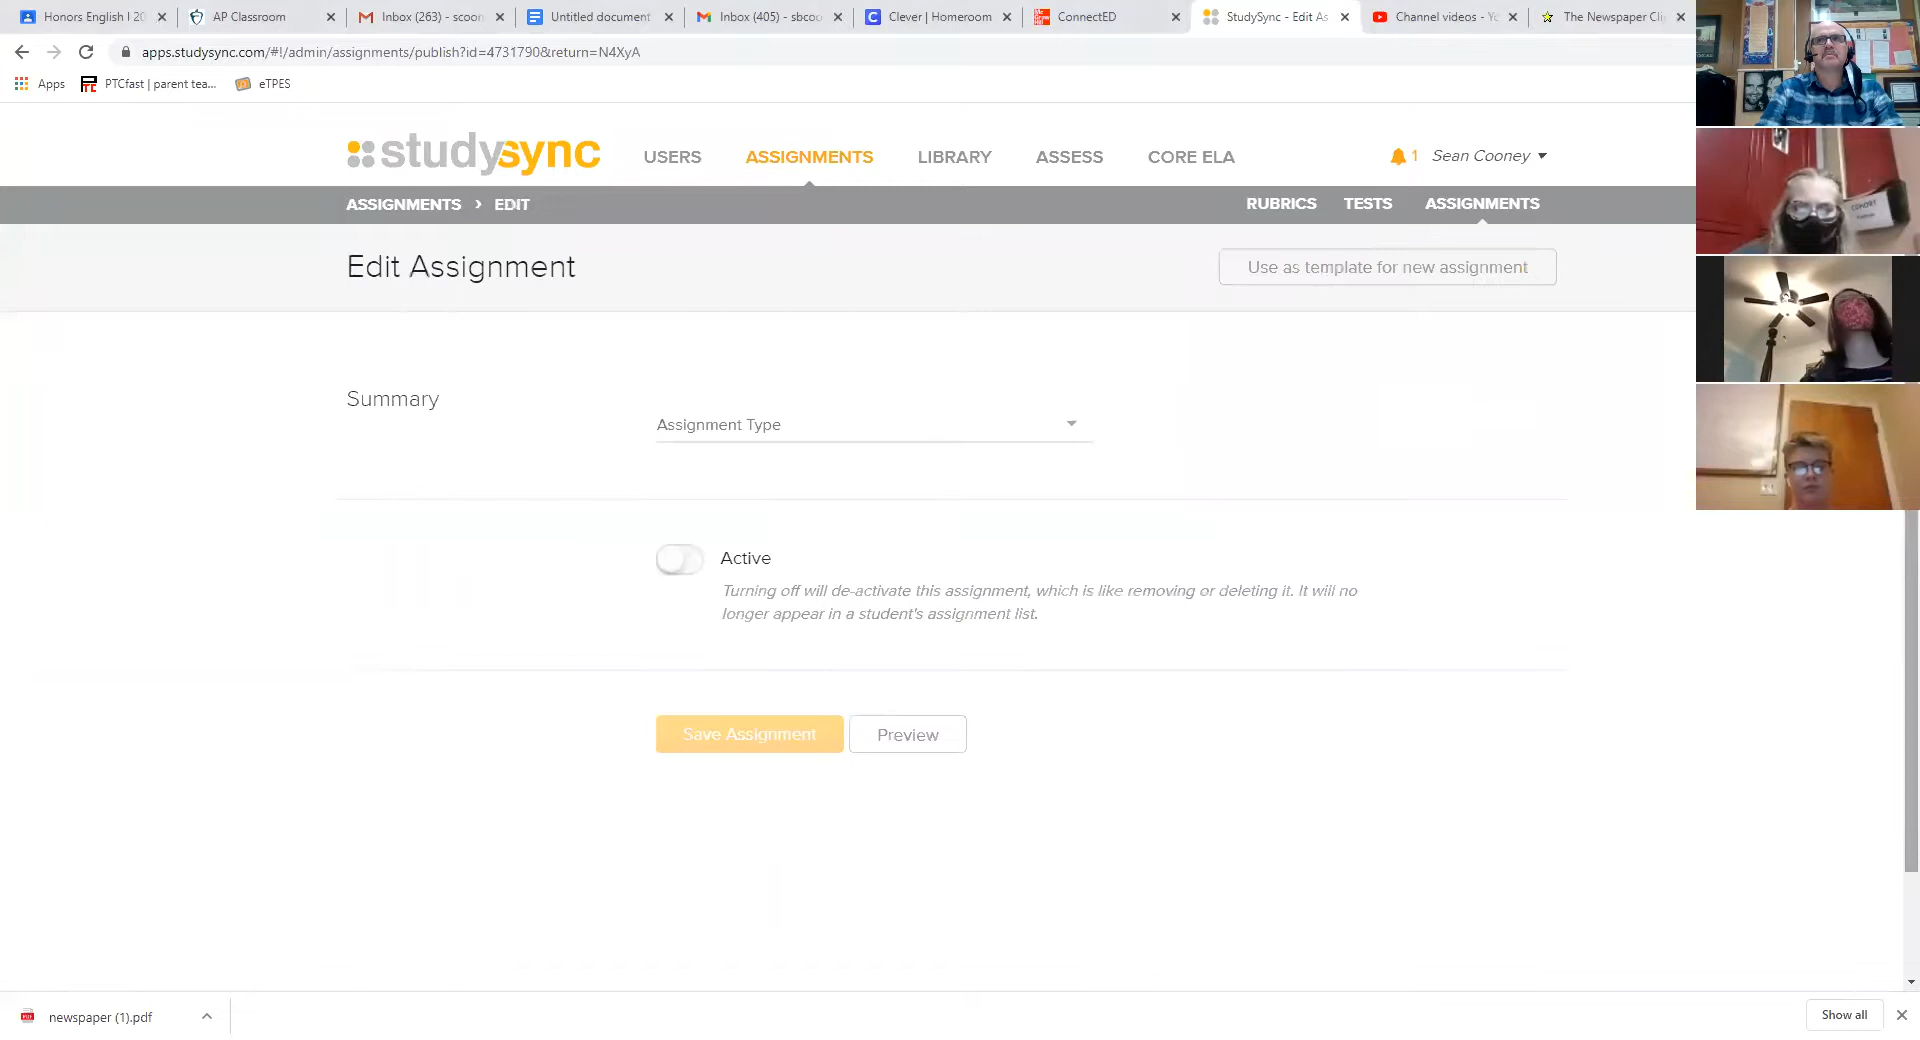 Honors English I 20
AP Classroom
Inbox (263) - scoon
Untitled document
Inbox (405) - sbcoo
Clever | Homeroom
ConnectED
StudySync - Edit As
Channel videos - Yo
The Newspaper Cli
apps.studysync.com/#!/admin/assignments/publish?id=4731790&return=N4XyA
Apps
PTCfast | parent tea...
eTPES
studysync
USERS
ASSIGNMENTS
LIBRARY
ASSESS
CORE ELA
1
Sean Cooney
ASSIGNMENTS > EDIT
RUBRICS
TESTS
ASSIGNMENTS
Edit Assignment
Use as template for new assignment
Summary
Assignment Type
Active
Turning off will de-activate this assignment, which is like removing or deleting it. It will no
longer appear in a student's assignment list.
Save Assignment
Preview
newspaper (1).pdf
Show all